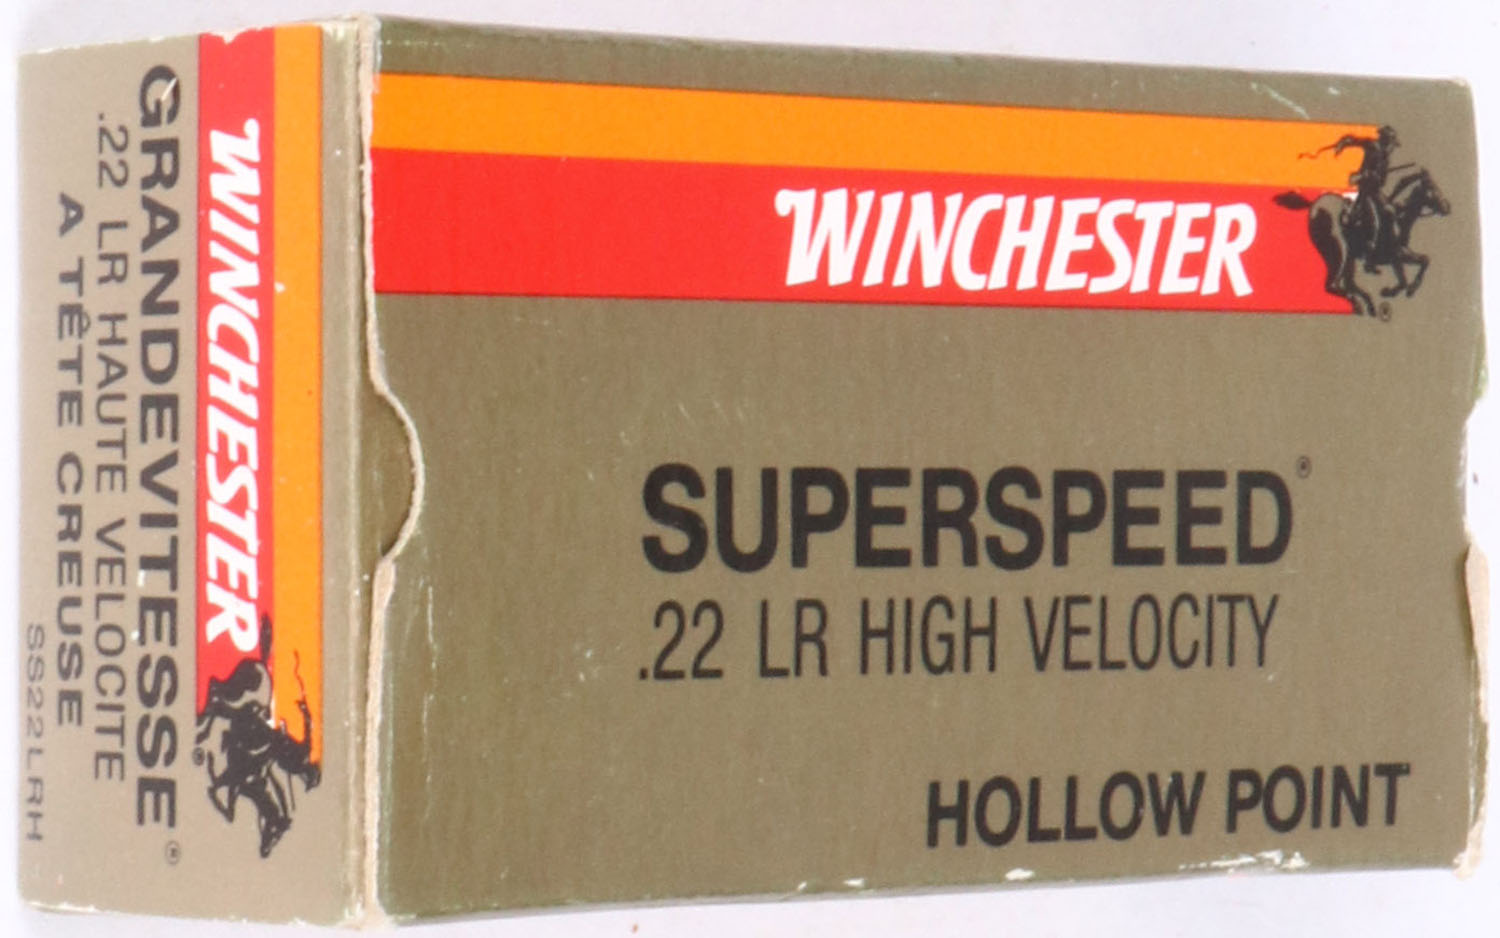 WINCHESTER
®
SUPERSPEED®
.22 LR HIGH VELOCITY
HOLLOW POINT
WINCHESTER
®
GRANDEVITESSE®
.22 LR HAUTE VELOCITE
A TÊTE CREUSE
SS22LRH